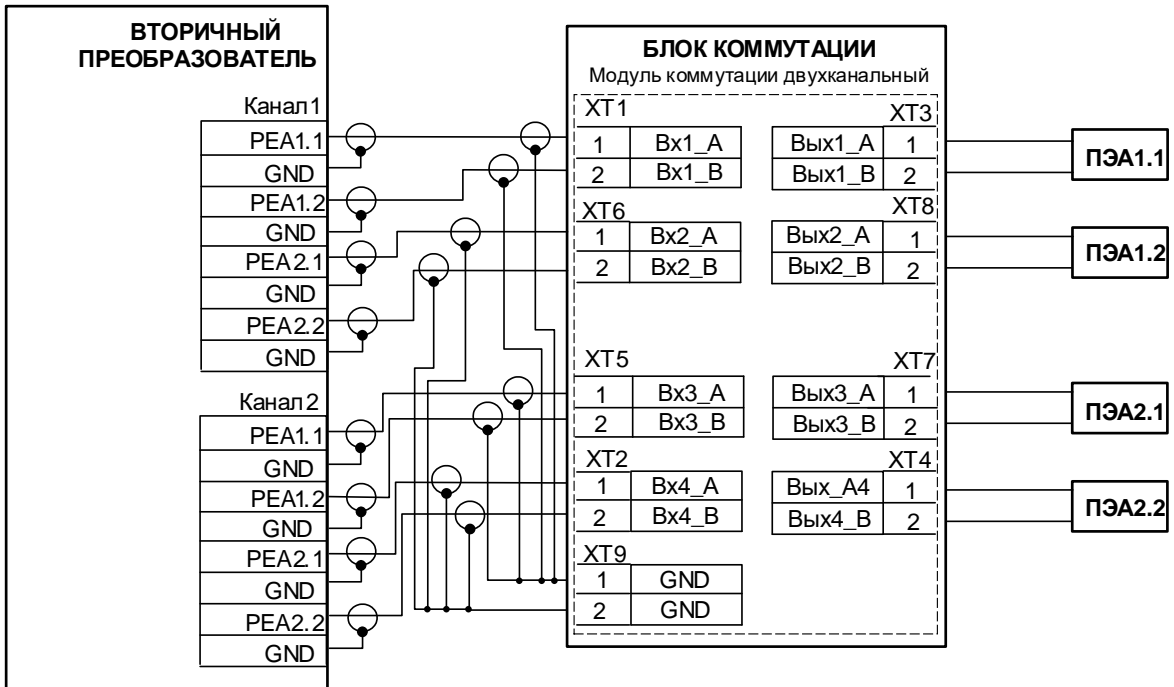 ВТОРИЧНЫЙ
ПРЕОБРАЗОВАТЕЛЬ
Канал 1
PEA1.1
GND
PEA1.2
GND
PEA2.1
GND
PEA2.2
GND
Канал 2
PEA1.1
GND
PEA1.2
GND
PEA2.1
GND
PEA2.2
GND
БЛОК КОММУТАЦИИ
Модуль коммутации двухканальный
XT1
1 Вх1_А
2 Вх1_В
XT3
Вых1_А 1
Вых1_В 2
XT6
1 Вх2_А
2 Вх2_В
XT8
Вых2_А 1
Вых2_В 2
XT5
1 Вх3_А
2 Вх3_В
XT7
Вых3_А 1
Вых3_В 2
XT2
1 Вх4_А
2 Вх4_В
XT4
Вых_А4 1
Вых4_В 2
XT9
1 GND
2 GND
ПЭА1.1
ПЭА1.2
ПЭА2.1
ПЭА2.2